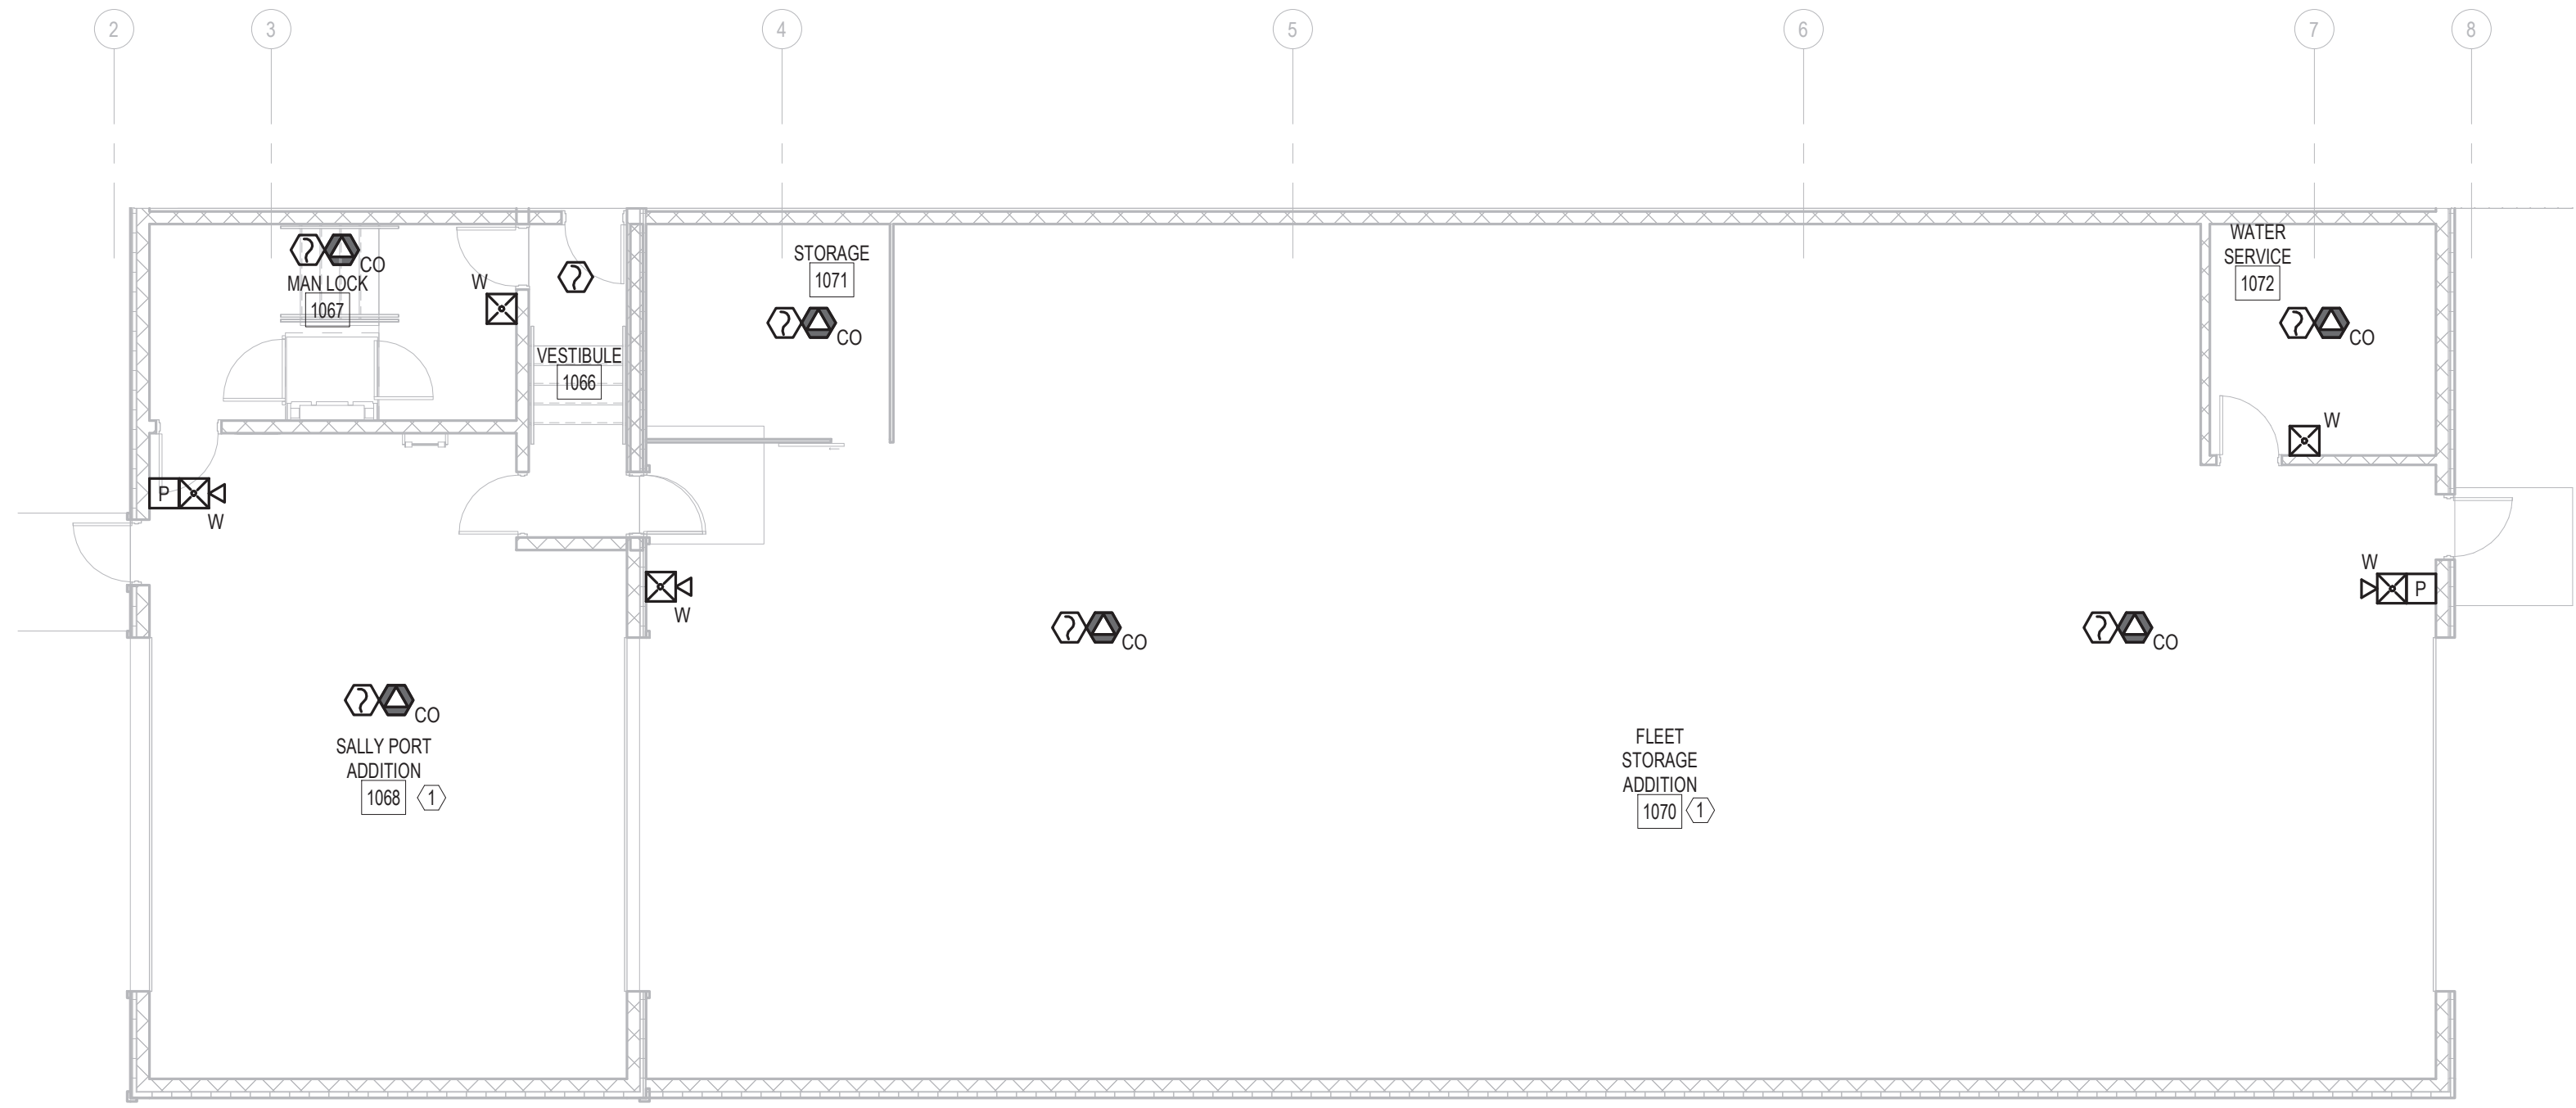 2
3
4
5
6
7
8
CO
MAN LOCK
1067
W
VESTIBULE
1066
STORAGE
1071
CO
WATER
SERVICE
1072
CO
W
P
W
W
W
P
CO
CO
CO
SALLY PORT
ADDITION
1068
1
FLEET
STORAGE
ADDITION
1070
1